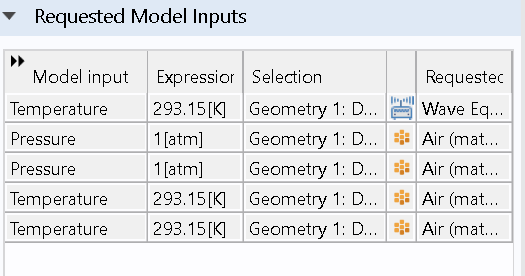 Requested Model Inputs
Model input Expression Selection Requested
Temperature 293.15[K] Geometry 1: D... Wave Eq...
Pressure 1[atm] Geometry 1: D... Air (mat...
Pressure 1[atm] Geometry 1: D... Air (mat...
Temperature 293.15[K] Geometry 1: D... Air (mat...
Temperature 293.15[K] Geometry 1: D... Air (mat...